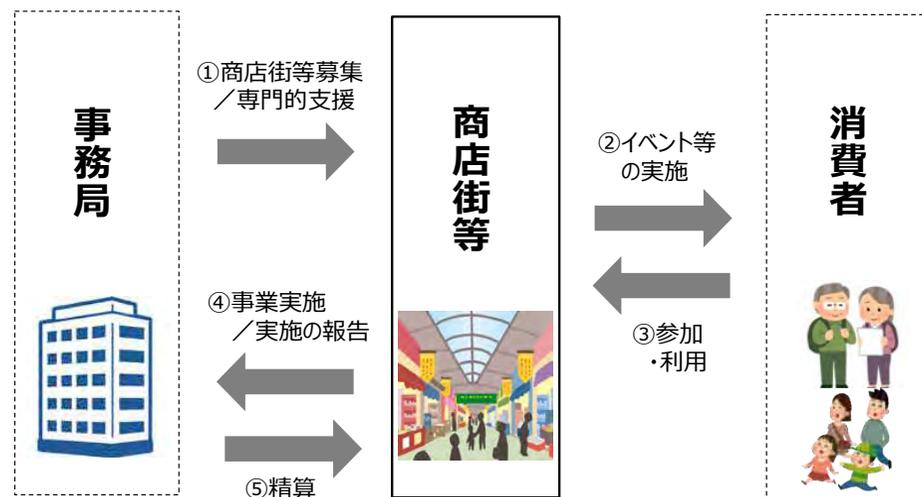 事務局
①商店街等募集
／専門的支援
商店街等
②イベント等
の実施
消費者
④事業実施
／実施の報告
③参加
・利用
⑤精算